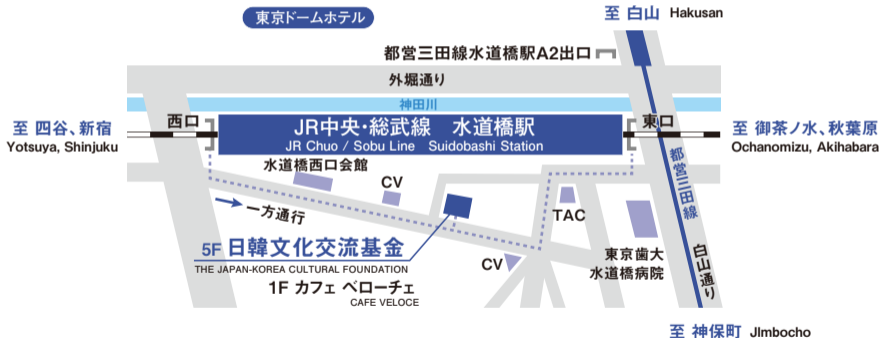 東京ドームホテル
至 白山 Hakusan
都営三田線水道橋駅A2出口
外堀通り
神田川
西口
JR中央・総武線 水道橋駅
JR Chuo / Sobu Line Suidobashi Station
東口
至 四谷、新宿
Yotsuya, Shinjuku
至 御茶ノ水、秋葉原
Ochanomizu, Akihabara
水道橋西口会館
CV
都営三田線
一方通行
TAC
5F 日韓文化交流基金
THE JAPAN-KOREA CULTURAL FOUNDATION
1F カフェ ベローチェ
CAFE VELOCE
CV
東京歯大
水道橋病院
白山通り
至 神保町 JImbocho